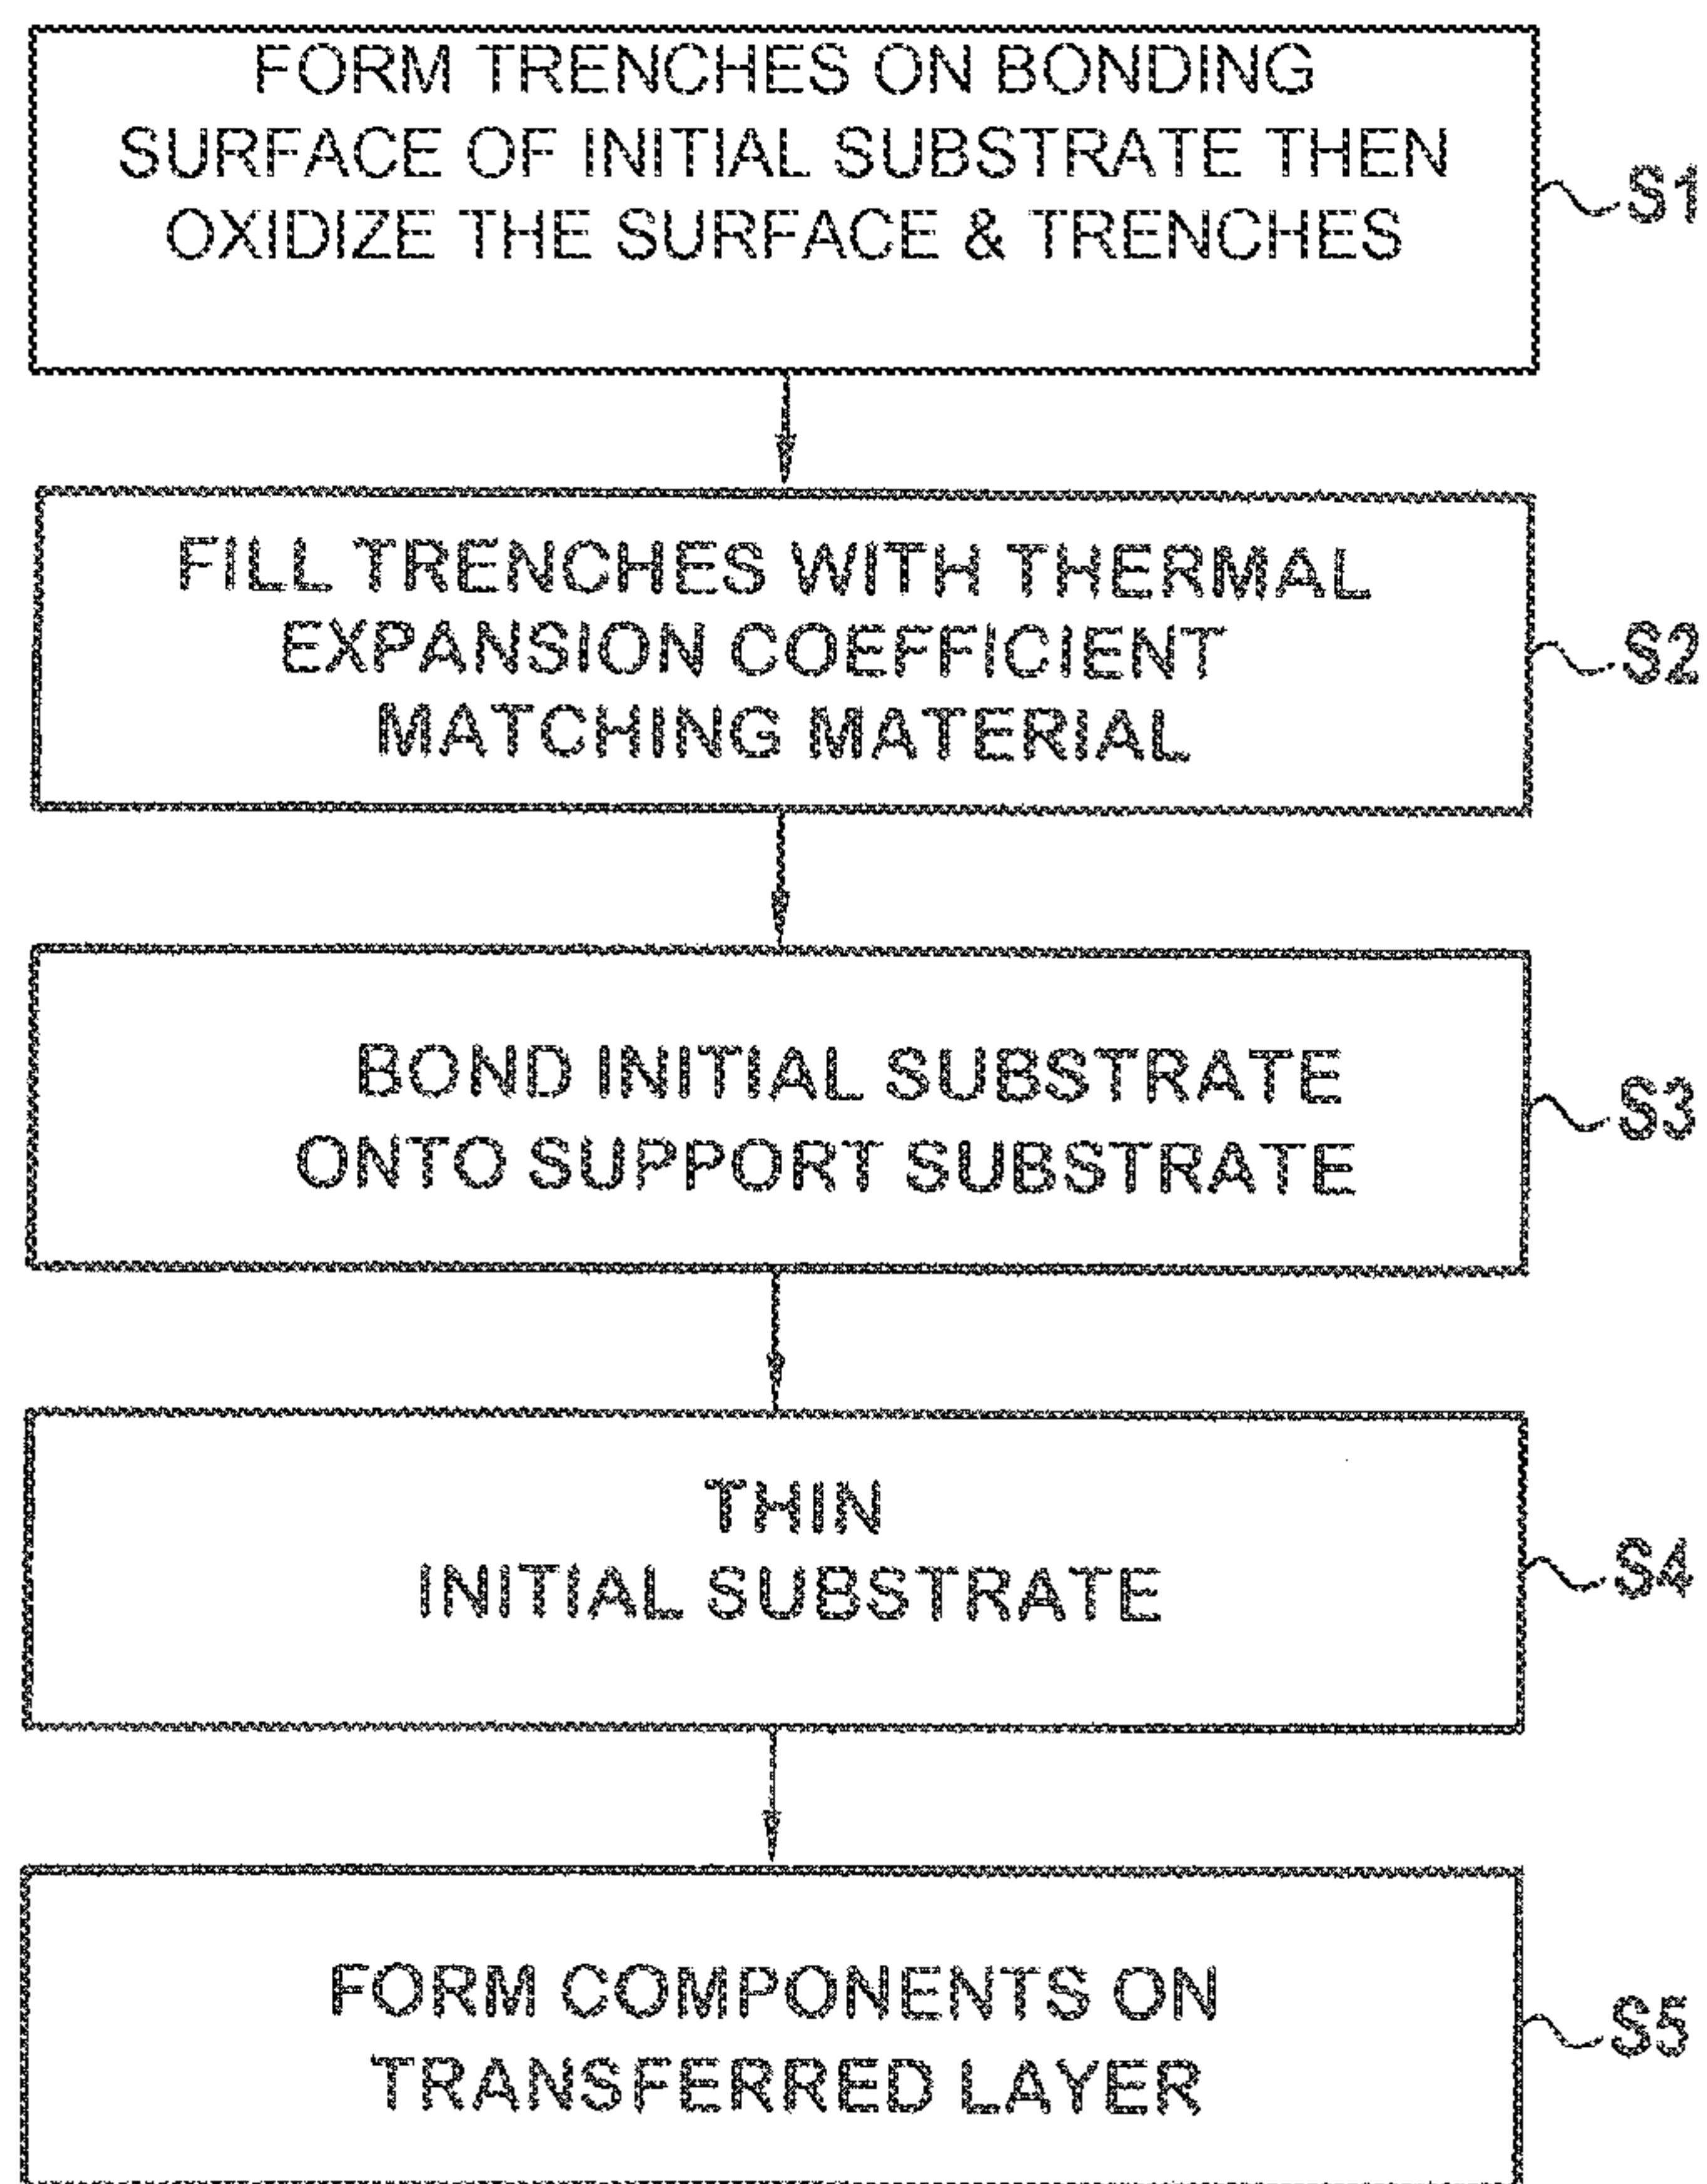 FORM TRENCHES ON BONDING
SURFACE OF INITIAL SUBSTRATE THEN
OXIDIZE THE SURFACE & TRENCHES
S1
FILL TRENCHES WITH THERMAL
EXPANSION COEFFICIENT
MATCHING MATERIAL
S2
BOND INITIAL SUBSTRATE
ONTO SUPPORT SUBSTRATE
S3
THIN
INITIAL SUBSTRATE
S4
FORM COMPONENTS ON
TRANSFERRED LAYER
S5